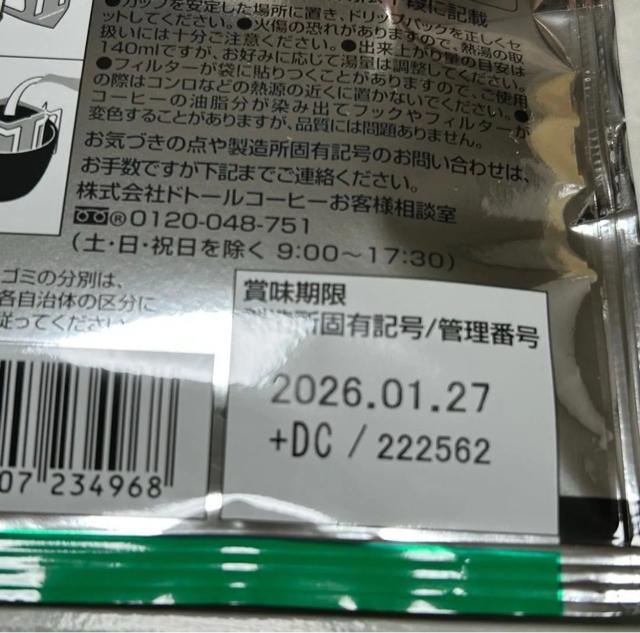 段に記載
●カップを安定した場所に置き、ドリップパックを正しくセ
ットしてください。●火傷の恐れがありますので、熱湯の取
扱いには十分ご注意ください。●出来上がり量の目安は
140mlですが、お好みに応じて湯量は調整してください。
●フィルターが袋に貼りつくことがありますので、ご使用
の際はコンロなどの熱源の近くに置かないでください。●
コーヒーの油脂分が染み出てフックやフィルターが
変色することがありますが、品質には問題ありません。
お気づきの点や製造所固有記号のお問い合わせは、
お手数ですが下記までご連絡ください。
株式会社ドトールコーヒーお客様相談室
®0120-048-751
(土・日・祝日を除く 9:00〜17:30)
ゴミの分別は、
各自治体の区分に
従ってください
賞味期限
製造所固有記号/管理番号
2026.01.27
+DC / 222562
07 234968